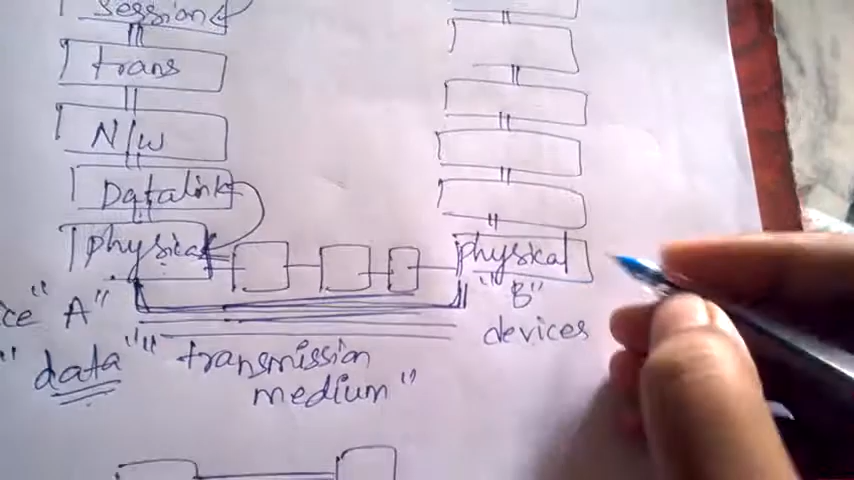 session
trans
N/w
Datalink
physical
physical
"A"
"B"
devices
"data"
"transmission
medium"